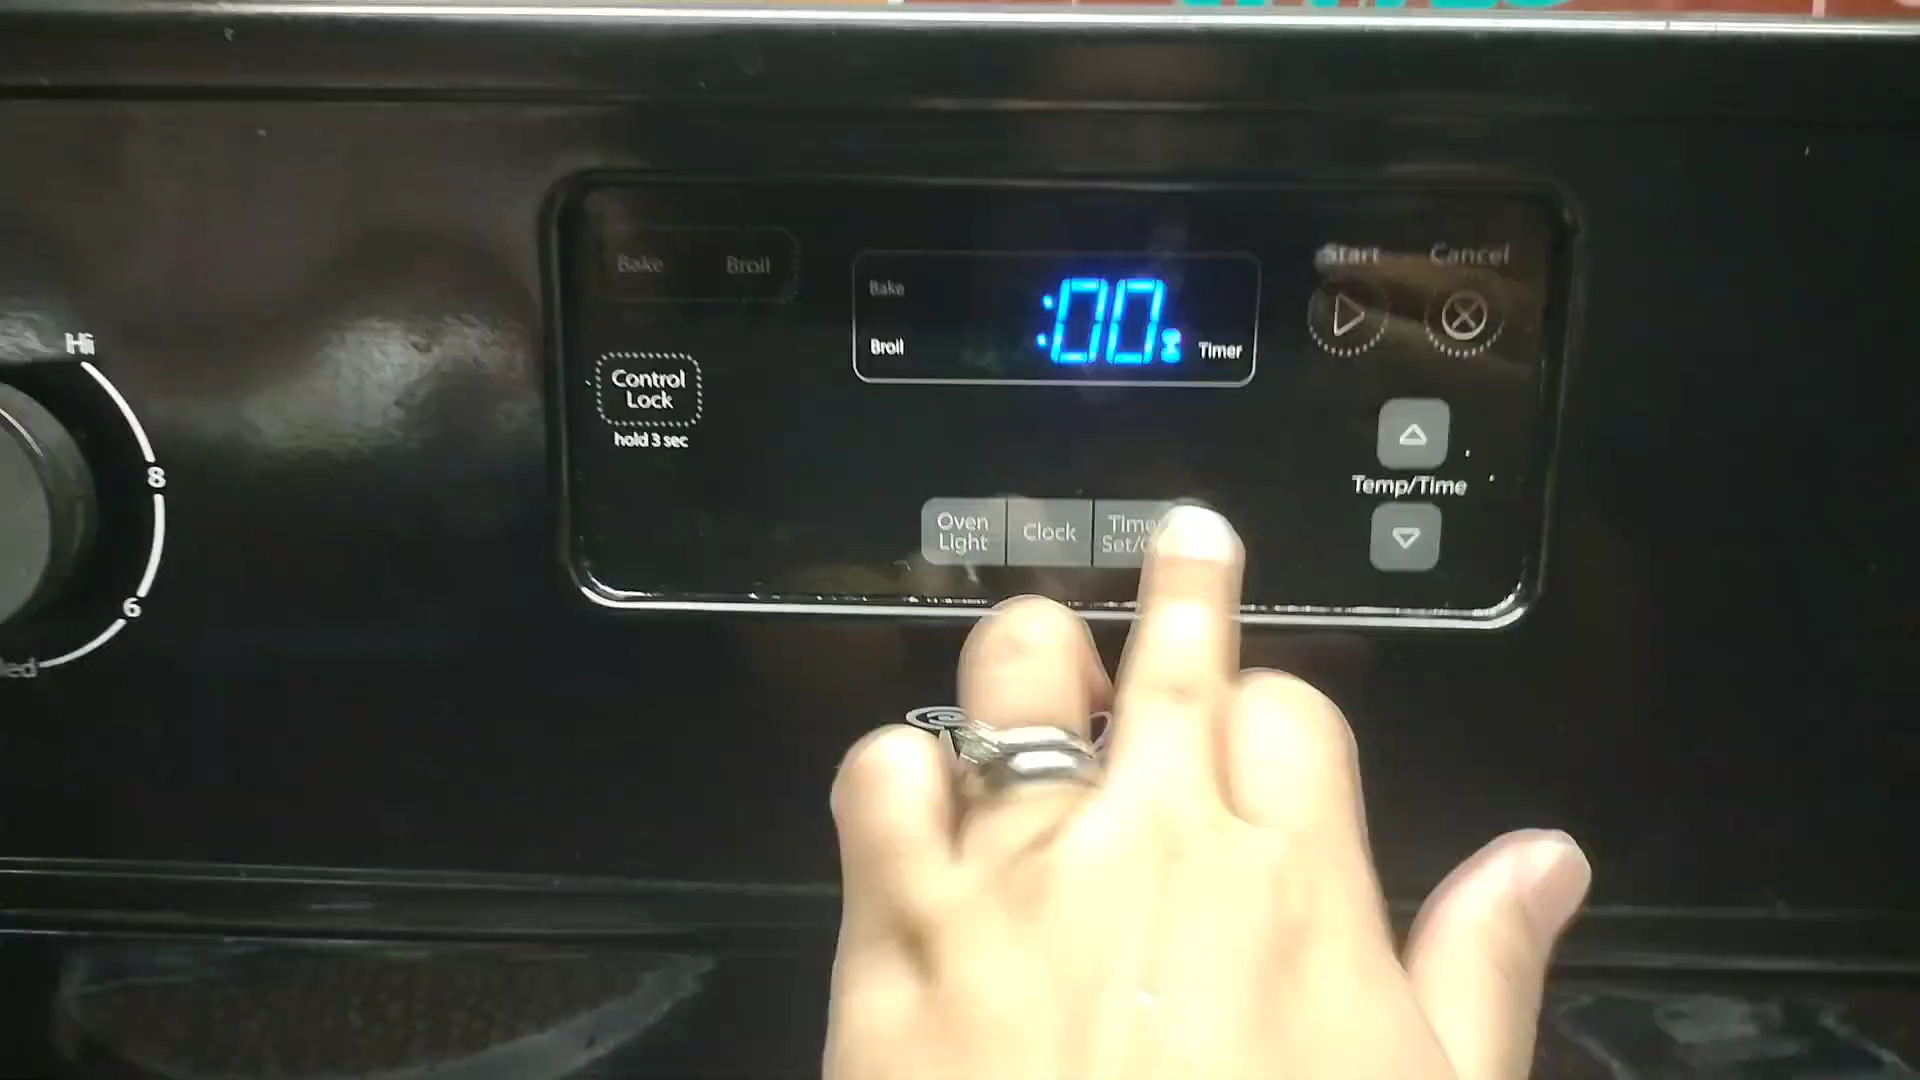 Bake Broil
Start Cancel
Bake
:00
Broil
Timer
Hi
Control
Lock
hold 3 sec
8
Temp/Time
Oven
Light
Clock
6